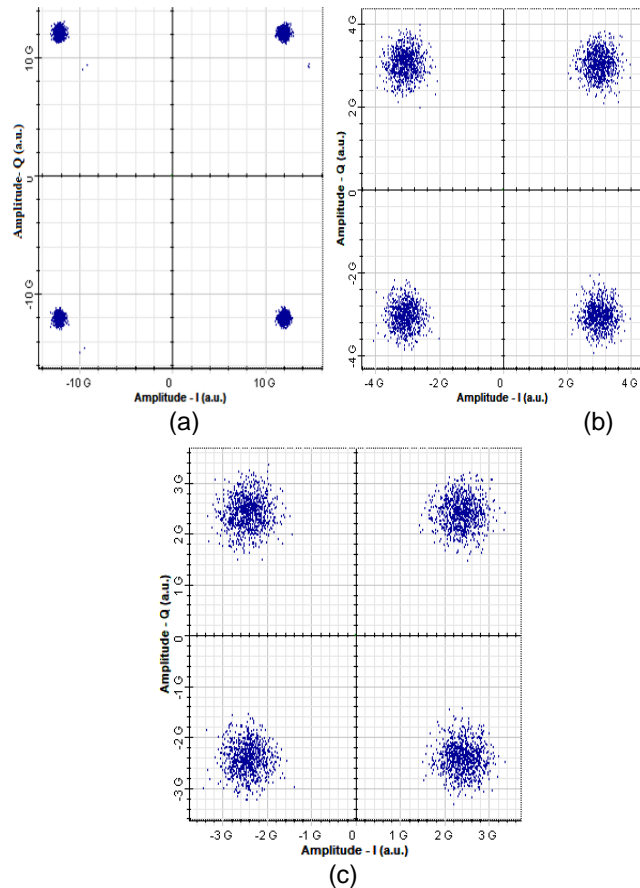 Amplitude- Q (a.u.)
10 G
0
-10 G
-10 G
0
10 G
Amplitude - I (a.u.)
(a)
Amplitude - Q (a.u.)
4 G
2 G
0
-2 G
-4 G
-4 G
-2 G
0
2 G
4 G
Amplitude - I (a.u.)
(b)
Amplitude - Q (a.u.)
3 G
2 G
1 G
0
-1 G
-2 G
-3 G
-3 G
-2 G
-1 G
0
1 G
2 G
3 G
Amplitude - I (a.u.)
(c)